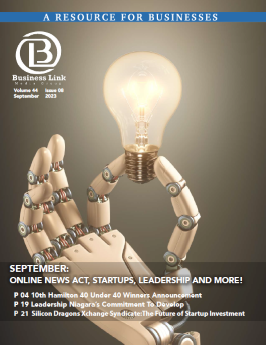 A RESOURCE FOR BUSINESSES
B
Business Link
Media Group
Volume 44 Issue 08
September 2023
SEPTEMBER:
ONLINE NEWS ACT, STARTUPS, LEADERSHIP AND MORE!
P 04 10th Hamilton 40 Under 40 Winners Announcement
P 19 Leadership Niagara's Commitment To Develop
P 21 Silicon Dragons Xchange Syndicate:The Future of Startup Investment